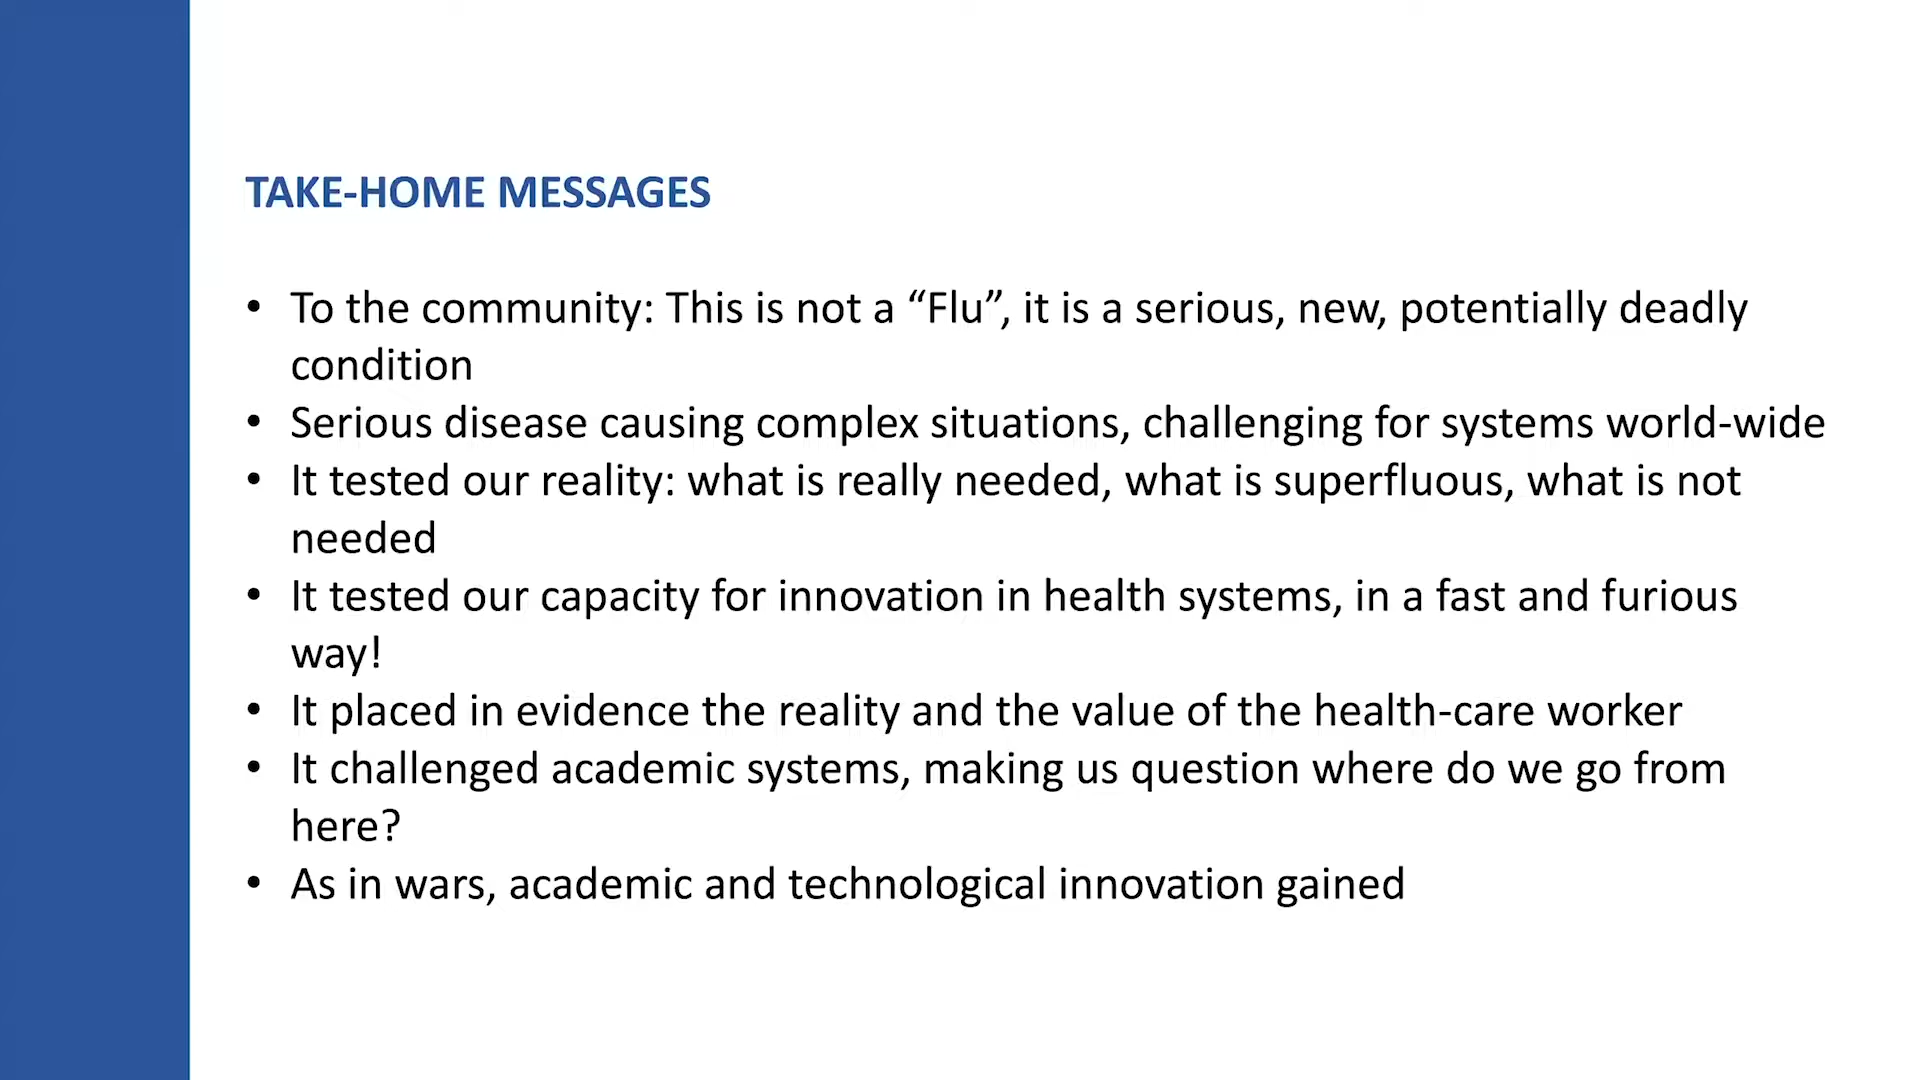 TAKE-HOME MESSAGES
• To the community: This is not a “Flu”, it is a serious, new, potentially deadly
condition
• Serious disease causing complex situations, challenging for systems world-wide
• It tested our reality: what is really needed, what is superfluous, what is not
needed
• It tested our capacity for innovation in health systems, in a fast and furious
way!
• It placed in evidence the reality and the value of the health-care worker
• It challenged academic systems, making us question where do we go from
here?
• As in wars, academic and technological innovation gained